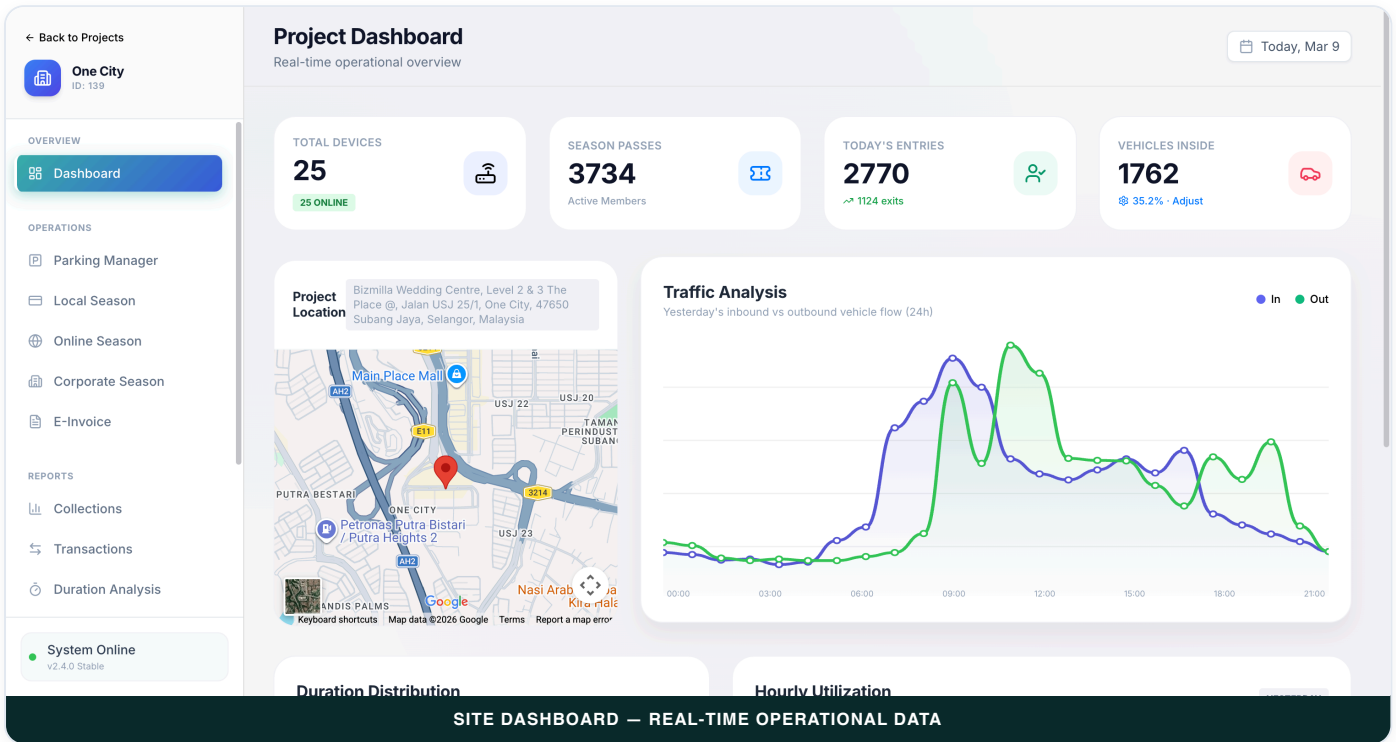 ← Back to Projects
One City
ID: 139
OVERVIEW
Dashboard
OPERATIONS
Parking Manager
Local Season
Online Season
Corporate Season
E-Invoice
REPORTS
Collections
Transactions
Duration Analysis
System Online
v2.4.0 Stable
Project Dashboard
Real-time operational overview
Today, Mar 9
TOTAL DEVICES
25
25 ONLINE
SEASON PASSES
3734
Active Members
TODAY'S ENTRIES
2770
1124 exits
VEHICLES INSIDE
1762
35.2% · Adjust
Project
Location
Bizmilla Wedding Centre, Level 2 & 3 The
Place @, Jalan USJ 25/1, One City, 47650
Subang Jaya, Selangor, Malaysia
Main Place Mall
AH2
USJ 22
USJ 20
TAMAN
PERINDUST
SUBANG
E11
3214
PUTRA BESTARI
ONE CITY
Petronas Putra Bistari
/ Putra Heights 2
USJ 23
AH2
Nasi Arab
Kira Hala
ANDIS PALMS
Google
Keyboard shortcuts
Map data ©2026 Google
Terms
Report a map error
Traffic Analysis
Yesterday's inbound vs outbound vehicle flow (24h)
In
Out
00:00
03:00
06:00
09:00
12:00
15:00
18:00
21:00
Duration Distribution
Hourly Utilization
SITE DASHBOARD — REAL-TIME OPERATIONAL DATA